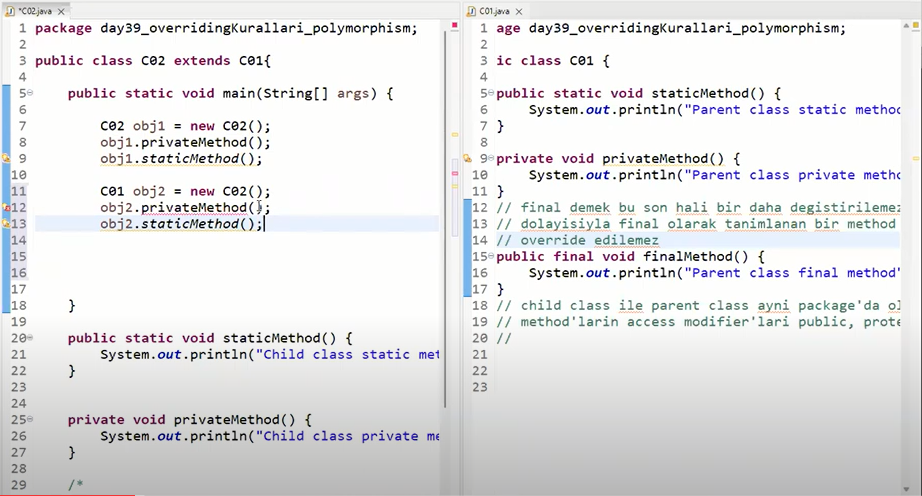 *C02.java
1 package day39_overridingKurallari_polymorphism;
2
3 public class C02 extends C01{
4
5 public static void main(String[] args) {
6
7 C02 obj1 = new C02();
8 obj1.privateMethod();
9 obj1.staticMethod();
10
11 C01 obj2 = new C02();
12 obj2.privateMethod();
13 obj2.staticMethod();
14
15
16
17
18 }
19
20 public static void staticMethod() {
21 System.out.println("Child class static met
22 }
23
24
25 private void privateMethod() {
26 System.out.println("Child class private me
27 }
28
29 /*
C01.java
1 age day39_overridingKurallari_polymorphism;
2
3 ic class C01 {
4
5 public static void staticMethod() {
6 System.out.println("Parent class static metho
7 }
8
9 private void privateMethod() {
10 System.out.println("Parent class private meth
11 }
12 // final demek bu son hali bir daha degistirilemez
13 // dolayisiyla final olarak tanimlanan bir method
14 // override edilemez
15 public final void finalMethod() {
16 System.out.println("Parent class final method"
17 }
18 // child class ile parent class ayni package'da ol
19 // method'larin access modifier'lari public, prote
20 //
21
22
23